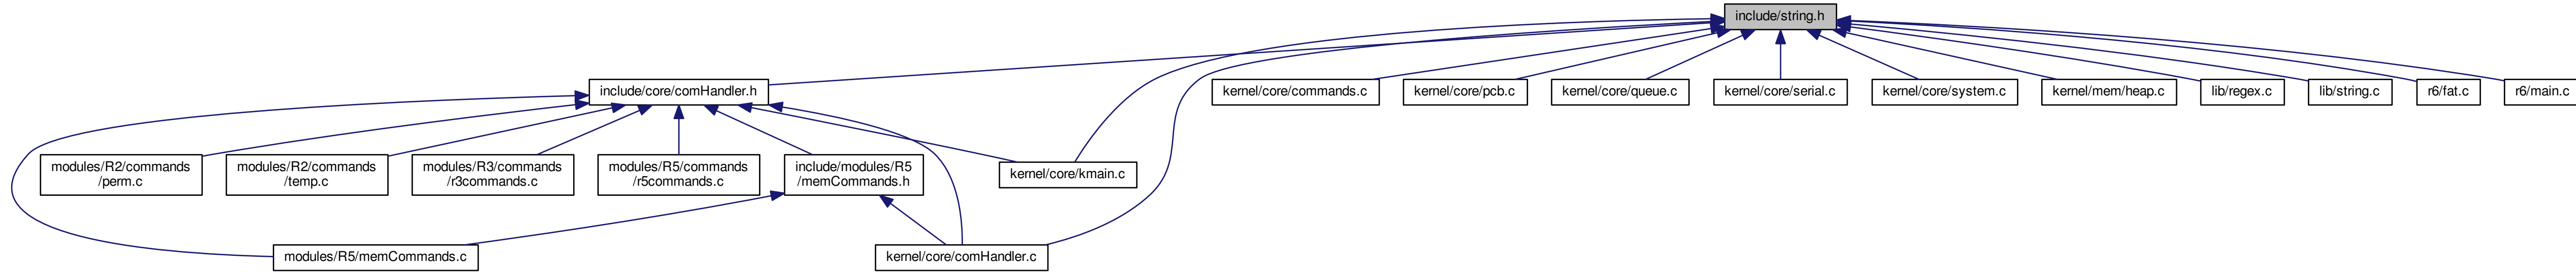 include/string.h
include/core/comHandler.h
kernel/core/commands.c
kernel/core/pcb.c
kernel/core/queue.c
kernel/core/serial.c
kernel/core/system.c
kernel/mem/heap.c
lib/regex.c
lib/string.c
r6/fat.c
r6/main.c
modules/R2/commands
/perm.c
modules/R2/commands
/temp.c
modules/R3/commands
/r3commands.c
modules/R5/commands
/r5commands.c
include/modules/R5
/memCommands.h
kernel/core/kmain.c
modules/R5/memCommands.c
kernel/core/comHandler.c